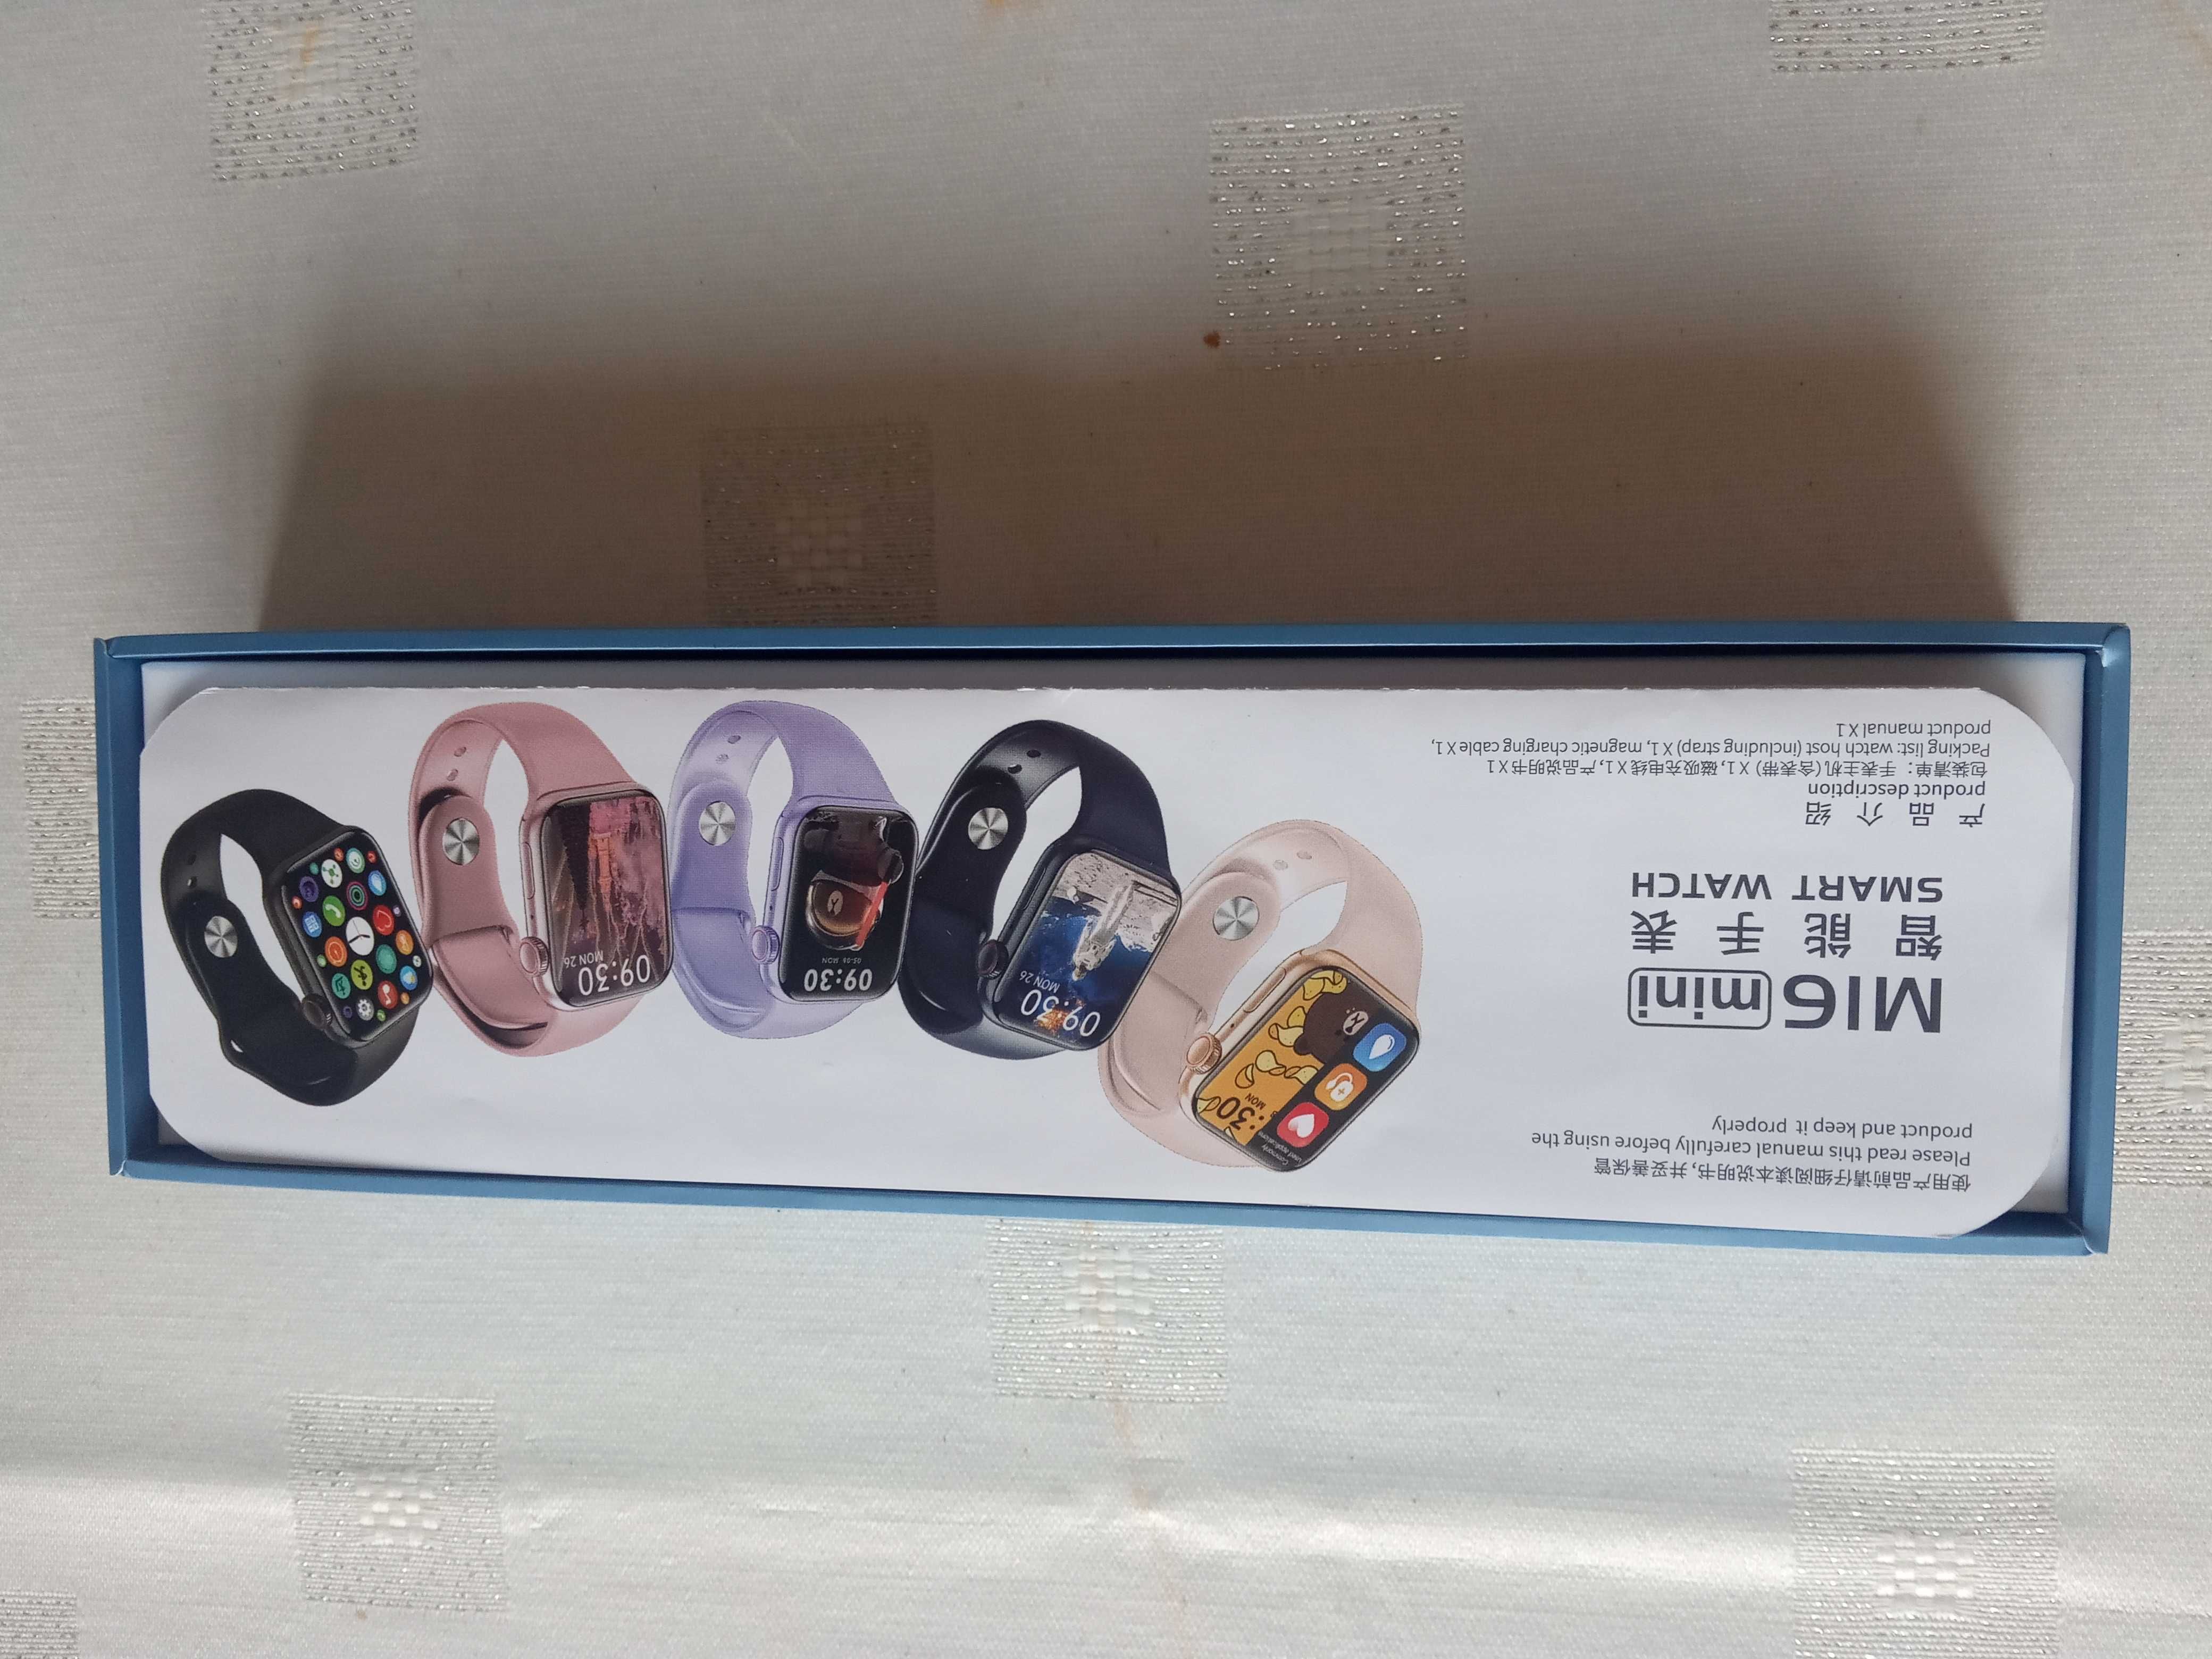 使用产品前请仔细阅读本说明书,并妥善保管
Please read this manual carefully before using the
product and keep it properly
MI6 mini
智能手表
SMART WATCH
产品介绍
product description
包装清单：手表主机(含表带) X 1, 磁吸充电线 X 1, 产品说明书 X 1
Packing list: watch host (including strap) X 1, magnetic charging cable X 1,
product manual X 1
Commonly
used applications
:30
MON
09:30
MON 26
09:30
05-09 MON
09:30
MON 26